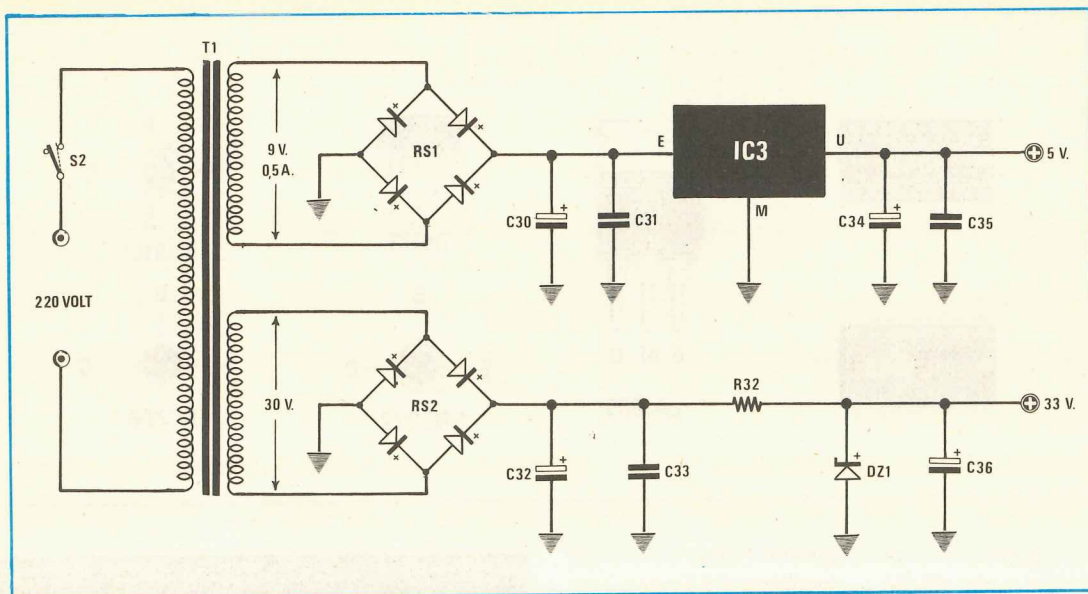 T1
S2
220 VOLT
9 V.
0,5 A.
RS1
C30
+
C31
E
IC3
U
M
C34
+
C35
5 V.
30 V.
RS2
C32
+
C33
R32
DZ1
+
C36
+
33 V.